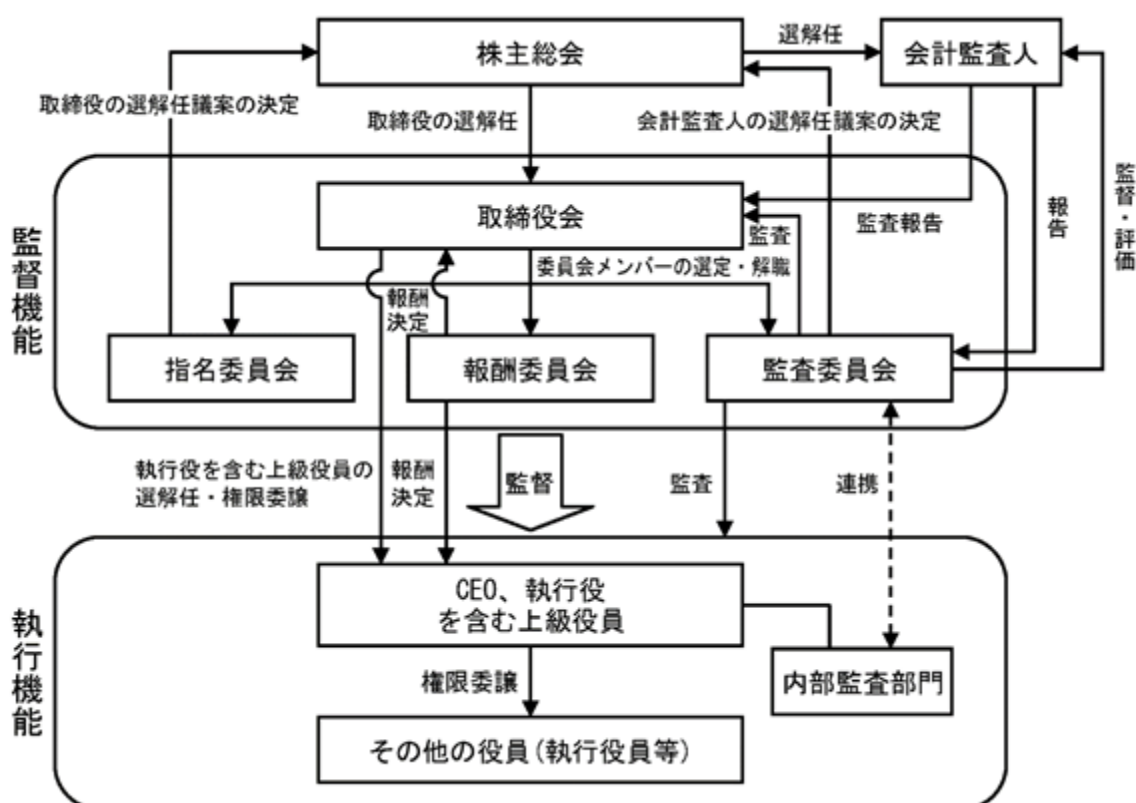 株主総会
選解任
会計監査人
取締役の選解任議案の決定
取締役の選解任
会計監査人の選解任議案の決定
監督機能
取締役会
監査
監査報告
報告
監督・評価
委員会メンバーの選定・解職
報酬
決定
指名委員会
報酬委員会
監査委員会
執行役を含む上級役員の
選解任・権限委譲
報酬
決定
監督
監査
連携
執行機能
CEO、執行役
を含む上級役員
内部監査部門
権限委譲
その他の役員(執行役員等)